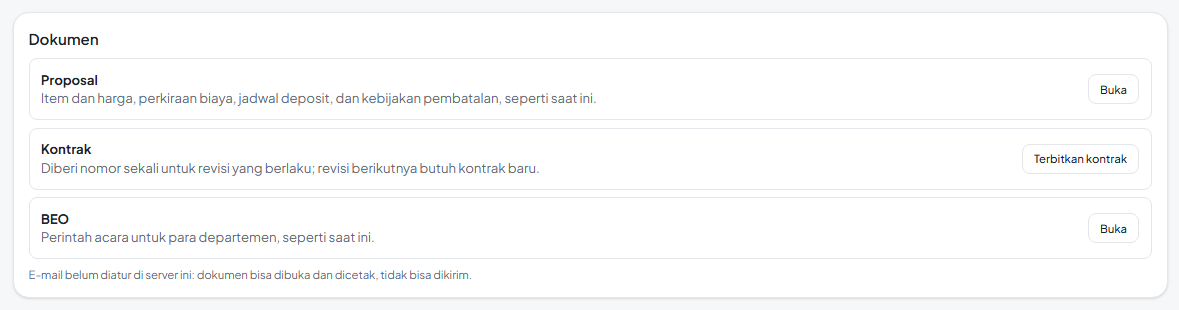 Dokumen
Proposal
Item dan harga, perkiraan biaya, jadwal deposit, dan kebijakan pembatalan, seperti saat ini.
Buka
Kontrak
Diberi nomor sekali untuk revisi yang berlaku; revisi berikutnya butuh kontrak baru.
Terbitkan kontrak
BEO
Perintah acara untuk para departemen, seperti saat ini.
Buka
E-mail belum diatur di server ini: dokumen bisa dibuka dan dicetak, tidak bisa dikirim.